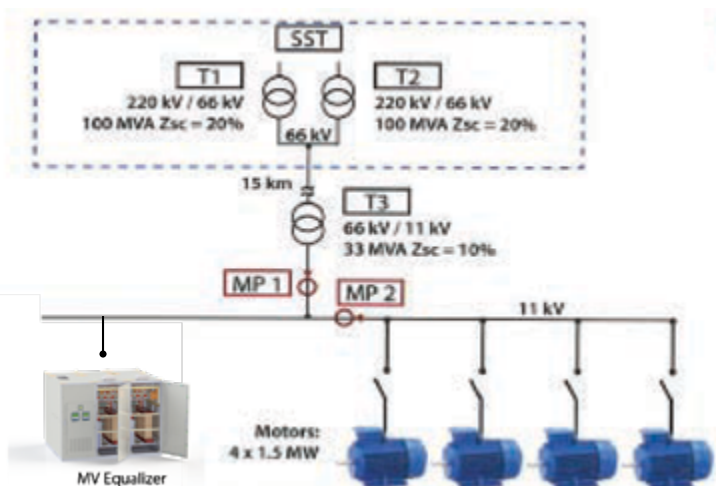 SST
T1
220 kV / 66 kV
100 MVA Zsc = 20%
T2
220 kV / 66 kV
100 MVA Zsc = 20%
66 kV
15 km
T3
66 kV / 11 kV
33 MVA Zsc = 10%
MP 1
MP 2
11 kV
Motors:
4 x 1.5 MW
MV Equalizer